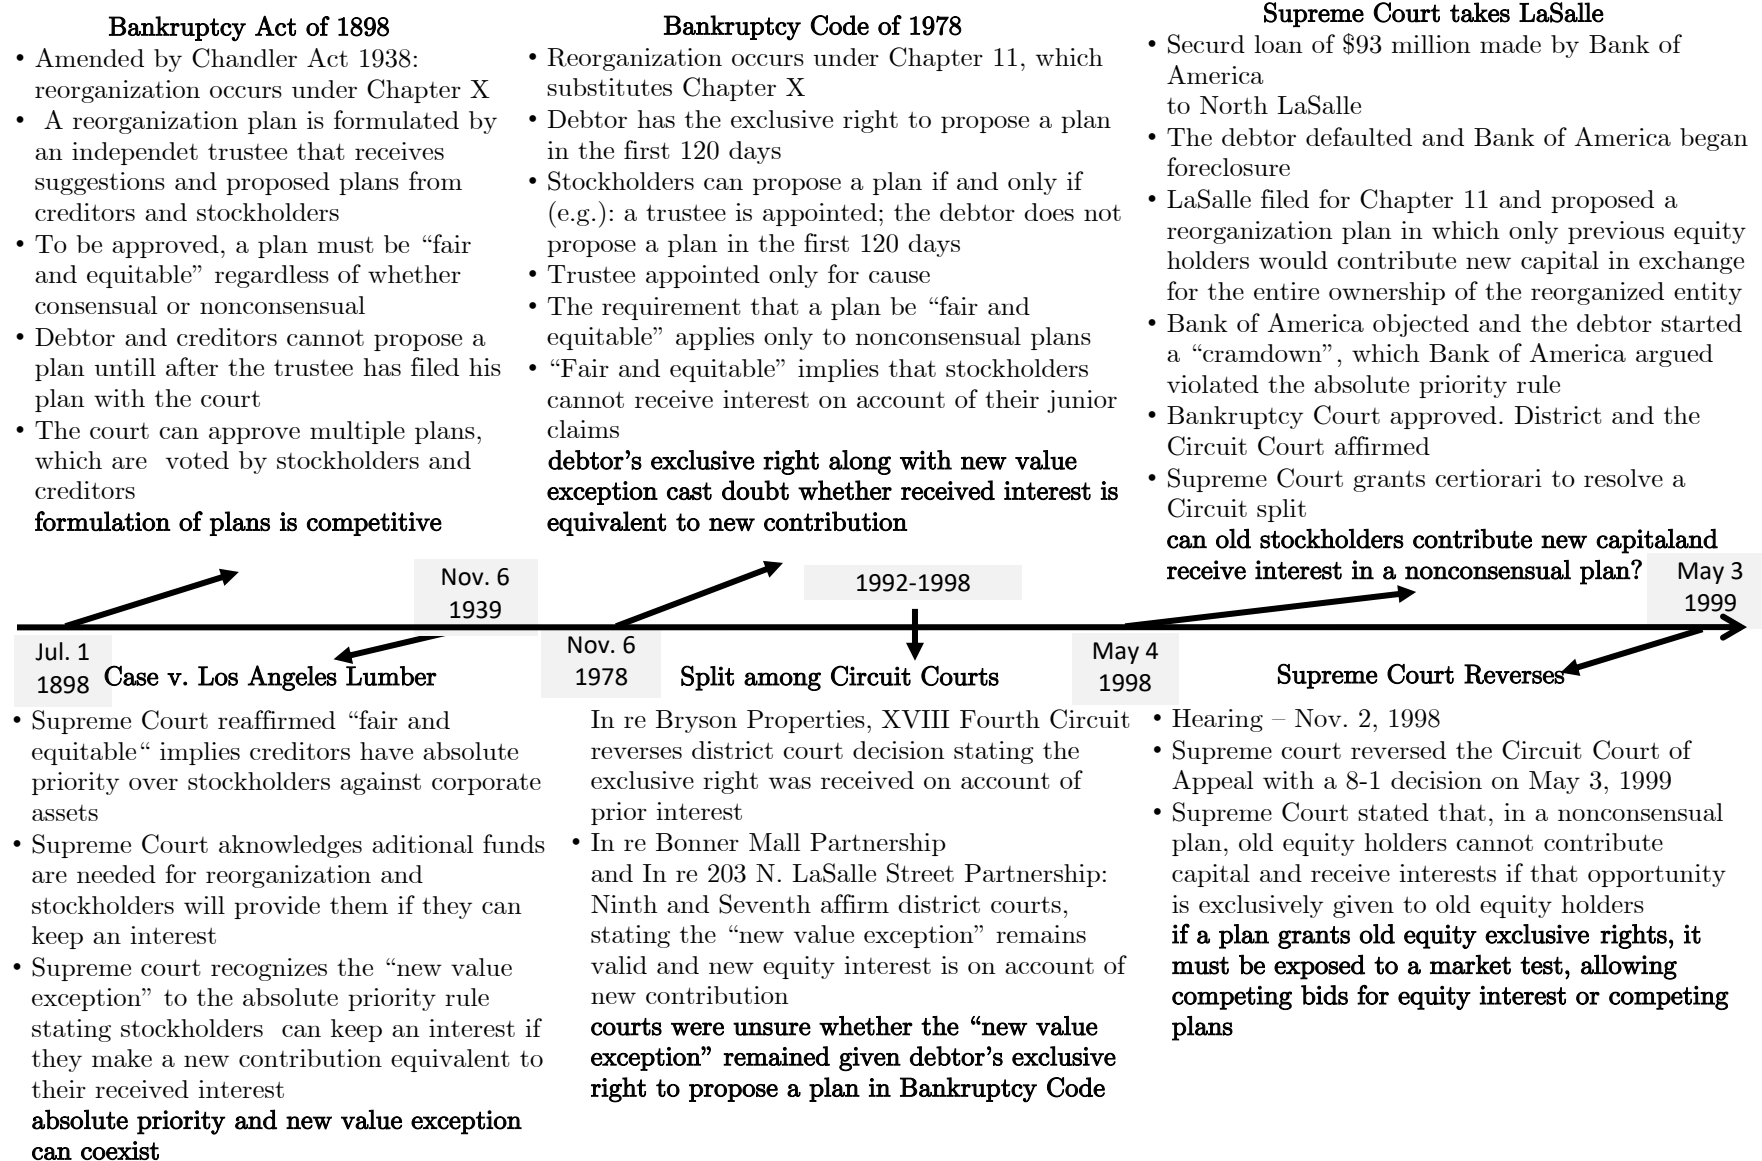 Bankruptcy Act of 1898
• Amended by Chandler Act 1938:
reorganization occurs under Chapter X
• A reorganization plan is formulated by
an independet trustee that receives
suggestions and proposed plans from
creditors and stockholders
• To be approved, a plan must be “fair
and equitable” regardless of whether
consensual or nonconsensual
• Debtor and creditors cannot propose a
plan untill after the trustee has filed his
plan with the court
• The court can approve multiple plans,
which are voted by stockholders and
creditors
formulation of plans is competitive
Bankruptcy Code of 1978
• Reorganization occurs under Chapter 11, which
substitutes Chapter X
• Debtor has the exclusive right to propose a plan
in the first 120 days
• Stockholders can propose a plan if and only if
(e.g.): a trustee is appointed; the debtor does not
propose a plan in the first 120 days
• Trustee appointed only for cause
• The requirement that a plan be “fair and
equitable” applies only to nonconsensual plans
• “Fair and equitable” implies that stockholders
cannot receive interest on account of their junior
claims
debtor’s exclusive right along with new value
exception cast doubt whether received interest is
equivalent to new contribution
Supreme Court takes LaSalle
• Securd loan of $93 million made by Bank of
America
to North LaSalle
• The debtor defaulted and Bank of America began
foreclosure
• LaSalle filed for Chapter 11 and proposed a
reorganization plan in which only previous equity
holders would contribute new capital in exchange
for the entire ownership of the reorganized entity
• Bank of America objected and the debtor started
a “cramdown”, which Bank of America argued
violated the absolute priority rule
• Bankruptcy Court approved. District and the
Circuit Court affirmed
• Supreme Court grants certiorari to resolve a
Circuit split
can old stockholders contribute new capitaland
receive interest in a nonconsensual plan?
Jul. 1
1898
Nov. 6
1939
Nov. 6
1978
1992-1998
May 4
1998
May 3
1999
Case v. Los Angeles Lumber
• Supreme Court reaffirmed “fair and
equitable“ implies creditors have absolute
priority over stockholders against corporate
assets
• Supreme Court aknowledges aditional funds
are needed for reorganization and
stockholders will provide them if they can
keep an interest
• Supreme court recognizes the “new value
exception” to the absolute priority rule
stating stockholders can keep an interest if
they make a new contribution equivalent to
their received interest
absolute priority and new value exception
can coexist
Split among Circuit Courts
In re Bryson Properties, XVIII Fourth Circuit
reverses district court decision stating the
exclusive right was received on account of
prior interest
• In re Bonner Mall Partnership
and In re 203 N. LaSalle Street Partnership:
Ninth and Seventh affirm district courts,
stating the “new value exception” remains
valid and new equity interest is on account of
new contribution
courts were unsure whether the “new value
exception” remained given debtor’s exclusive
right to propose a plan in Bankruptcy Code
Supreme Court Reverses
• Hearing – Nov. 2, 1998
• Supreme court reversed the Circuit Court of
Appeal with a 8-1 decision on May 3, 1999
• Supreme Court stated that, in a nonconsensual
plan, old equity holders cannot contribute
capital and receive interests if that opportunity
is exclusively given to old equity holders
if a plan grants old equity exclusive rights, it
must be exposed to a market test, allowing
competing bids for equity interest or competing
plans